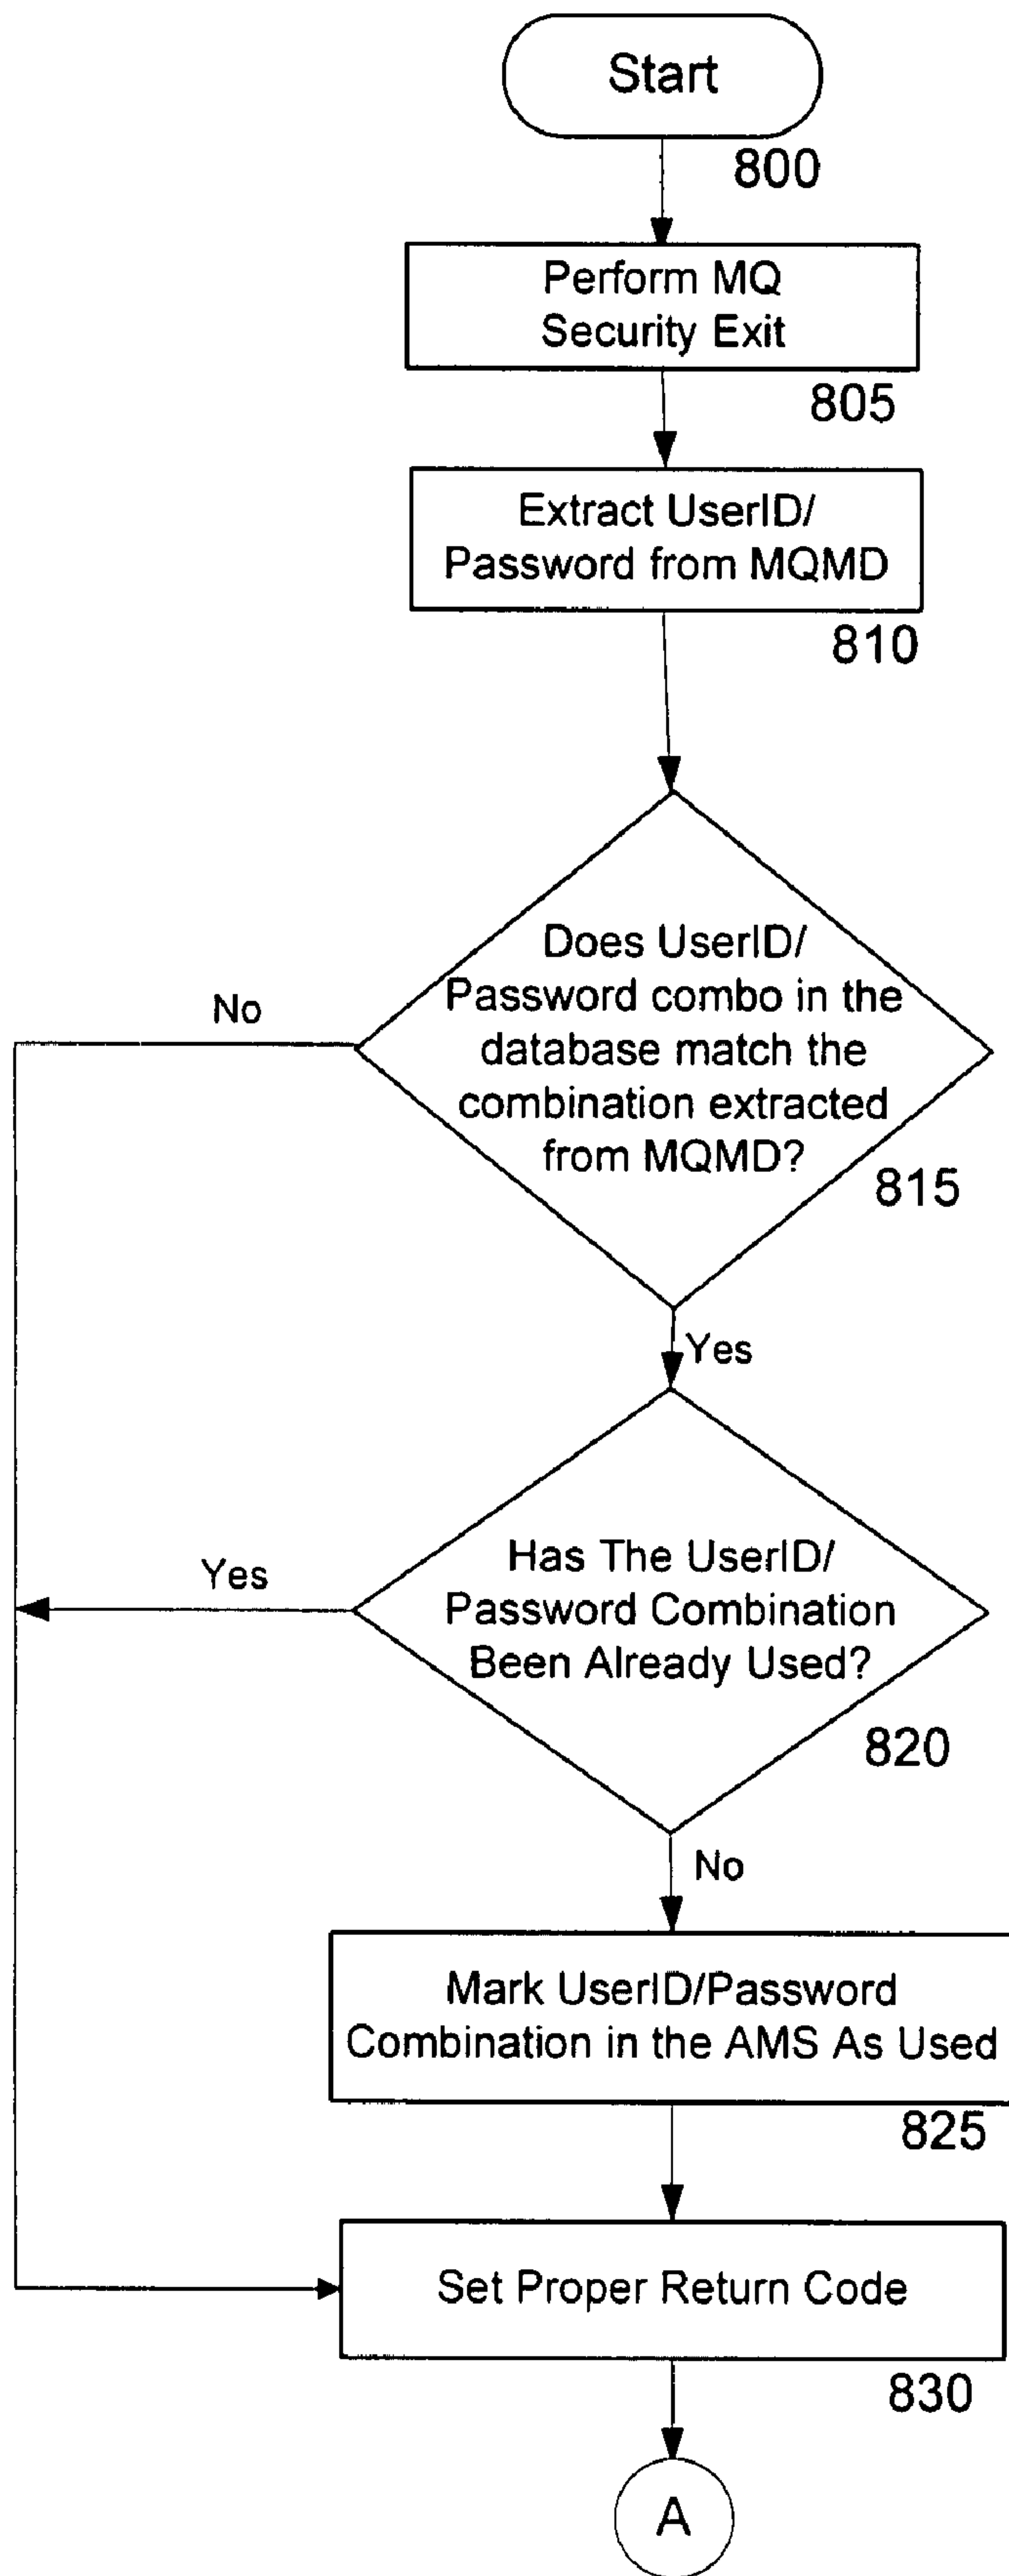 Start
800
Perform MQ
Security Exit
805
Extract UserID/
Password from MQMD
810
Does UserID/
Password combo in the
database match the
combination extracted
from MQMD?
815
No
Yes
Has The UserID/
Password Combination
Been Already Used?
820
Yes
No
Mark UserID/Password
Combination in the AMS As Used
825
Set Proper Return Code
830
A